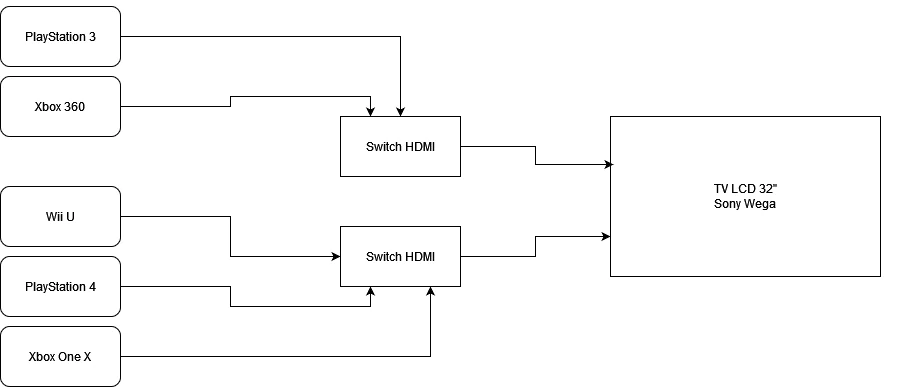 PlayStation 3
Xbox 360
Switch HDMI
TV LCD 32"
Sony Wega
Wii U
Switch HDMI
PlayStation 4
Xbox One X